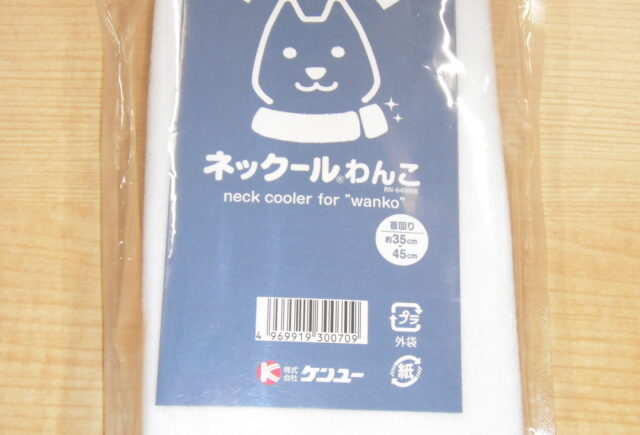 ネックール®わんこ
RN-64WXB
neck cooler for "wanko"
首回り
約35cm
45cm
4 969919 300709
プラ
外袋
紙
K 株式会社 ケンユー